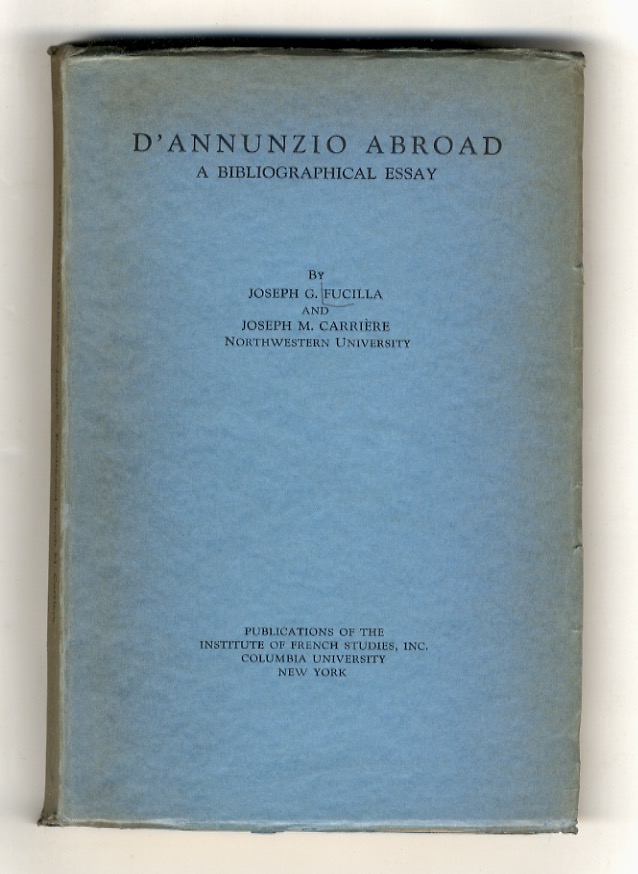 D'ANNUNZIO ABROAD
A BIBLIOGRAPHICAL ESSAY
BY
JOSEPH G. FUCILLA
AND
JOSEPH M. CARRIÈRE
NORTHWESTERN UNIVERSITY
PUBLICATIONS OF THE
INSTITUTE OF FRENCH STUDIES, INC.
COLUMBIA UNIVERSITY
NEW YORK